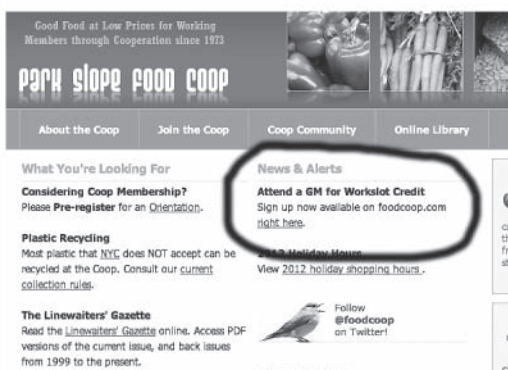 Good Food at Low Prices for Working
Members through Cooperation since 1973
PARK SLOPE FOOD COOP
About the Coop Join the Coop Coop Community Online Library
What You're Looking For
Considering Coop Membership?
Please Pre-register for an Orientation.
Plastic Recycling
Most plastic that NYC does NOT accept can be
recycled at the Coop. Consult our current
collection rules.
The Linewaiters' Gazette
Read the Linewaiters' Gazette online. Access PDF
versions of the current issue, and back issues
from 1999 to the present.
News & Alerts
Attend a GM for Workslot Credit
Sign up now available on foodcoop.com
right here.
2012 Holiday Hours
View 2012 holiday shopping hours .
Follow
@foodcoop
on Twitter!